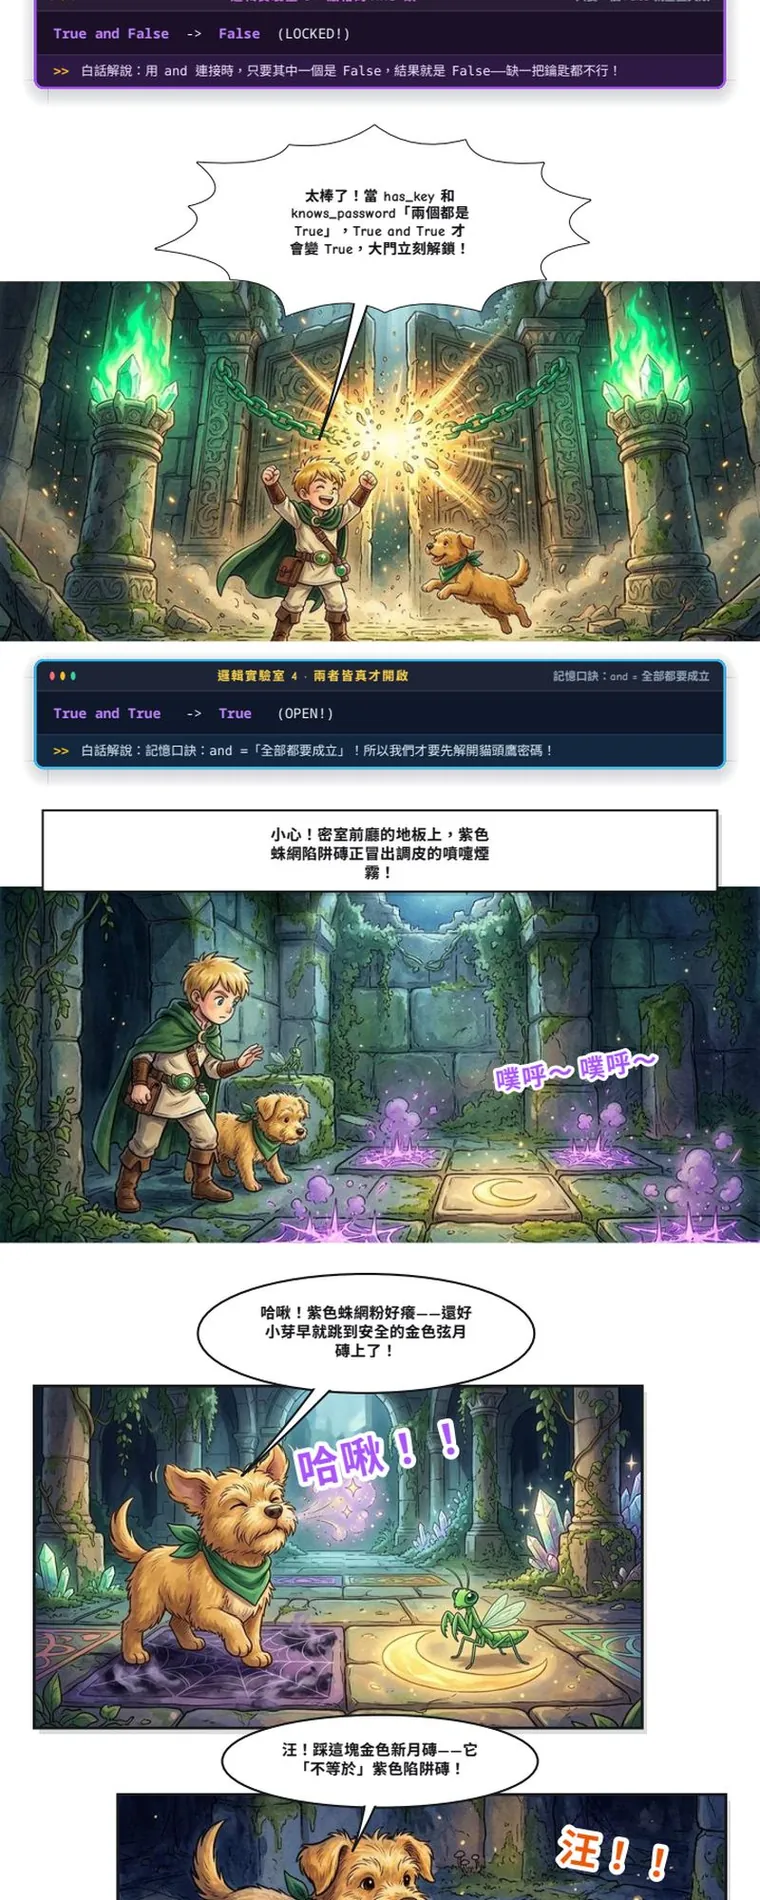 True and False -> False (LOCKED!)
>> 白話解說：用 and 連接時，只要其中一個是 False，結果就是 False——缺一把鑰匙都不行！
太棒了！當 has_key 和
knows_password「兩個都是
True」，True and True 才
會變 True，大門立刻解鎖！
邏輯實驗室 4 · 兩者皆真才開啟
記憶口訣：and = 全部都要成立
True and True -> True (OPEN!)
>> 白話解說：記憶口訣：and =「全部都要成立」！所以我們才要先解開貓頭鷹密碼！
小心！密室前廳的地板上，紫色
蛛網陷阱磚正冒出調皮的噴嚏煙
霧！
噗呼～ 噗呼～
哈啾！紫色蛛網粉好癢——還好
小芽早就跳到安全的金色弦月
磚上了！
哈啾！！
汪！踩這塊金色新月磚——它
「不等於」紫色陷阱磚！
汪！！